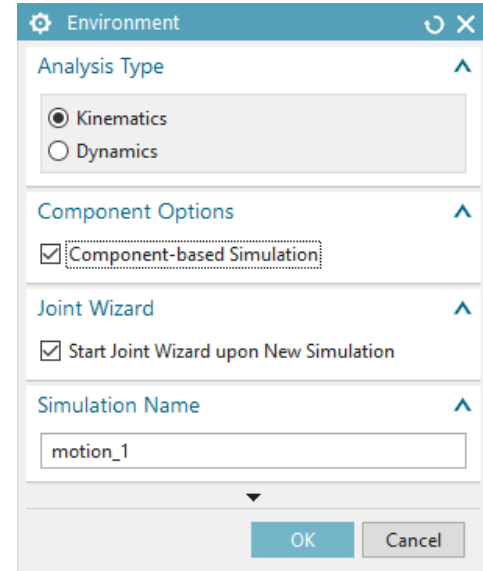 Environment
Analysis Type
Kinematics
Dynamics
Component Options
Component-based Simulation
Joint Wizard
Start Joint Wizard upon New Simulation
Simulation Name
motion_1
OK Cancel